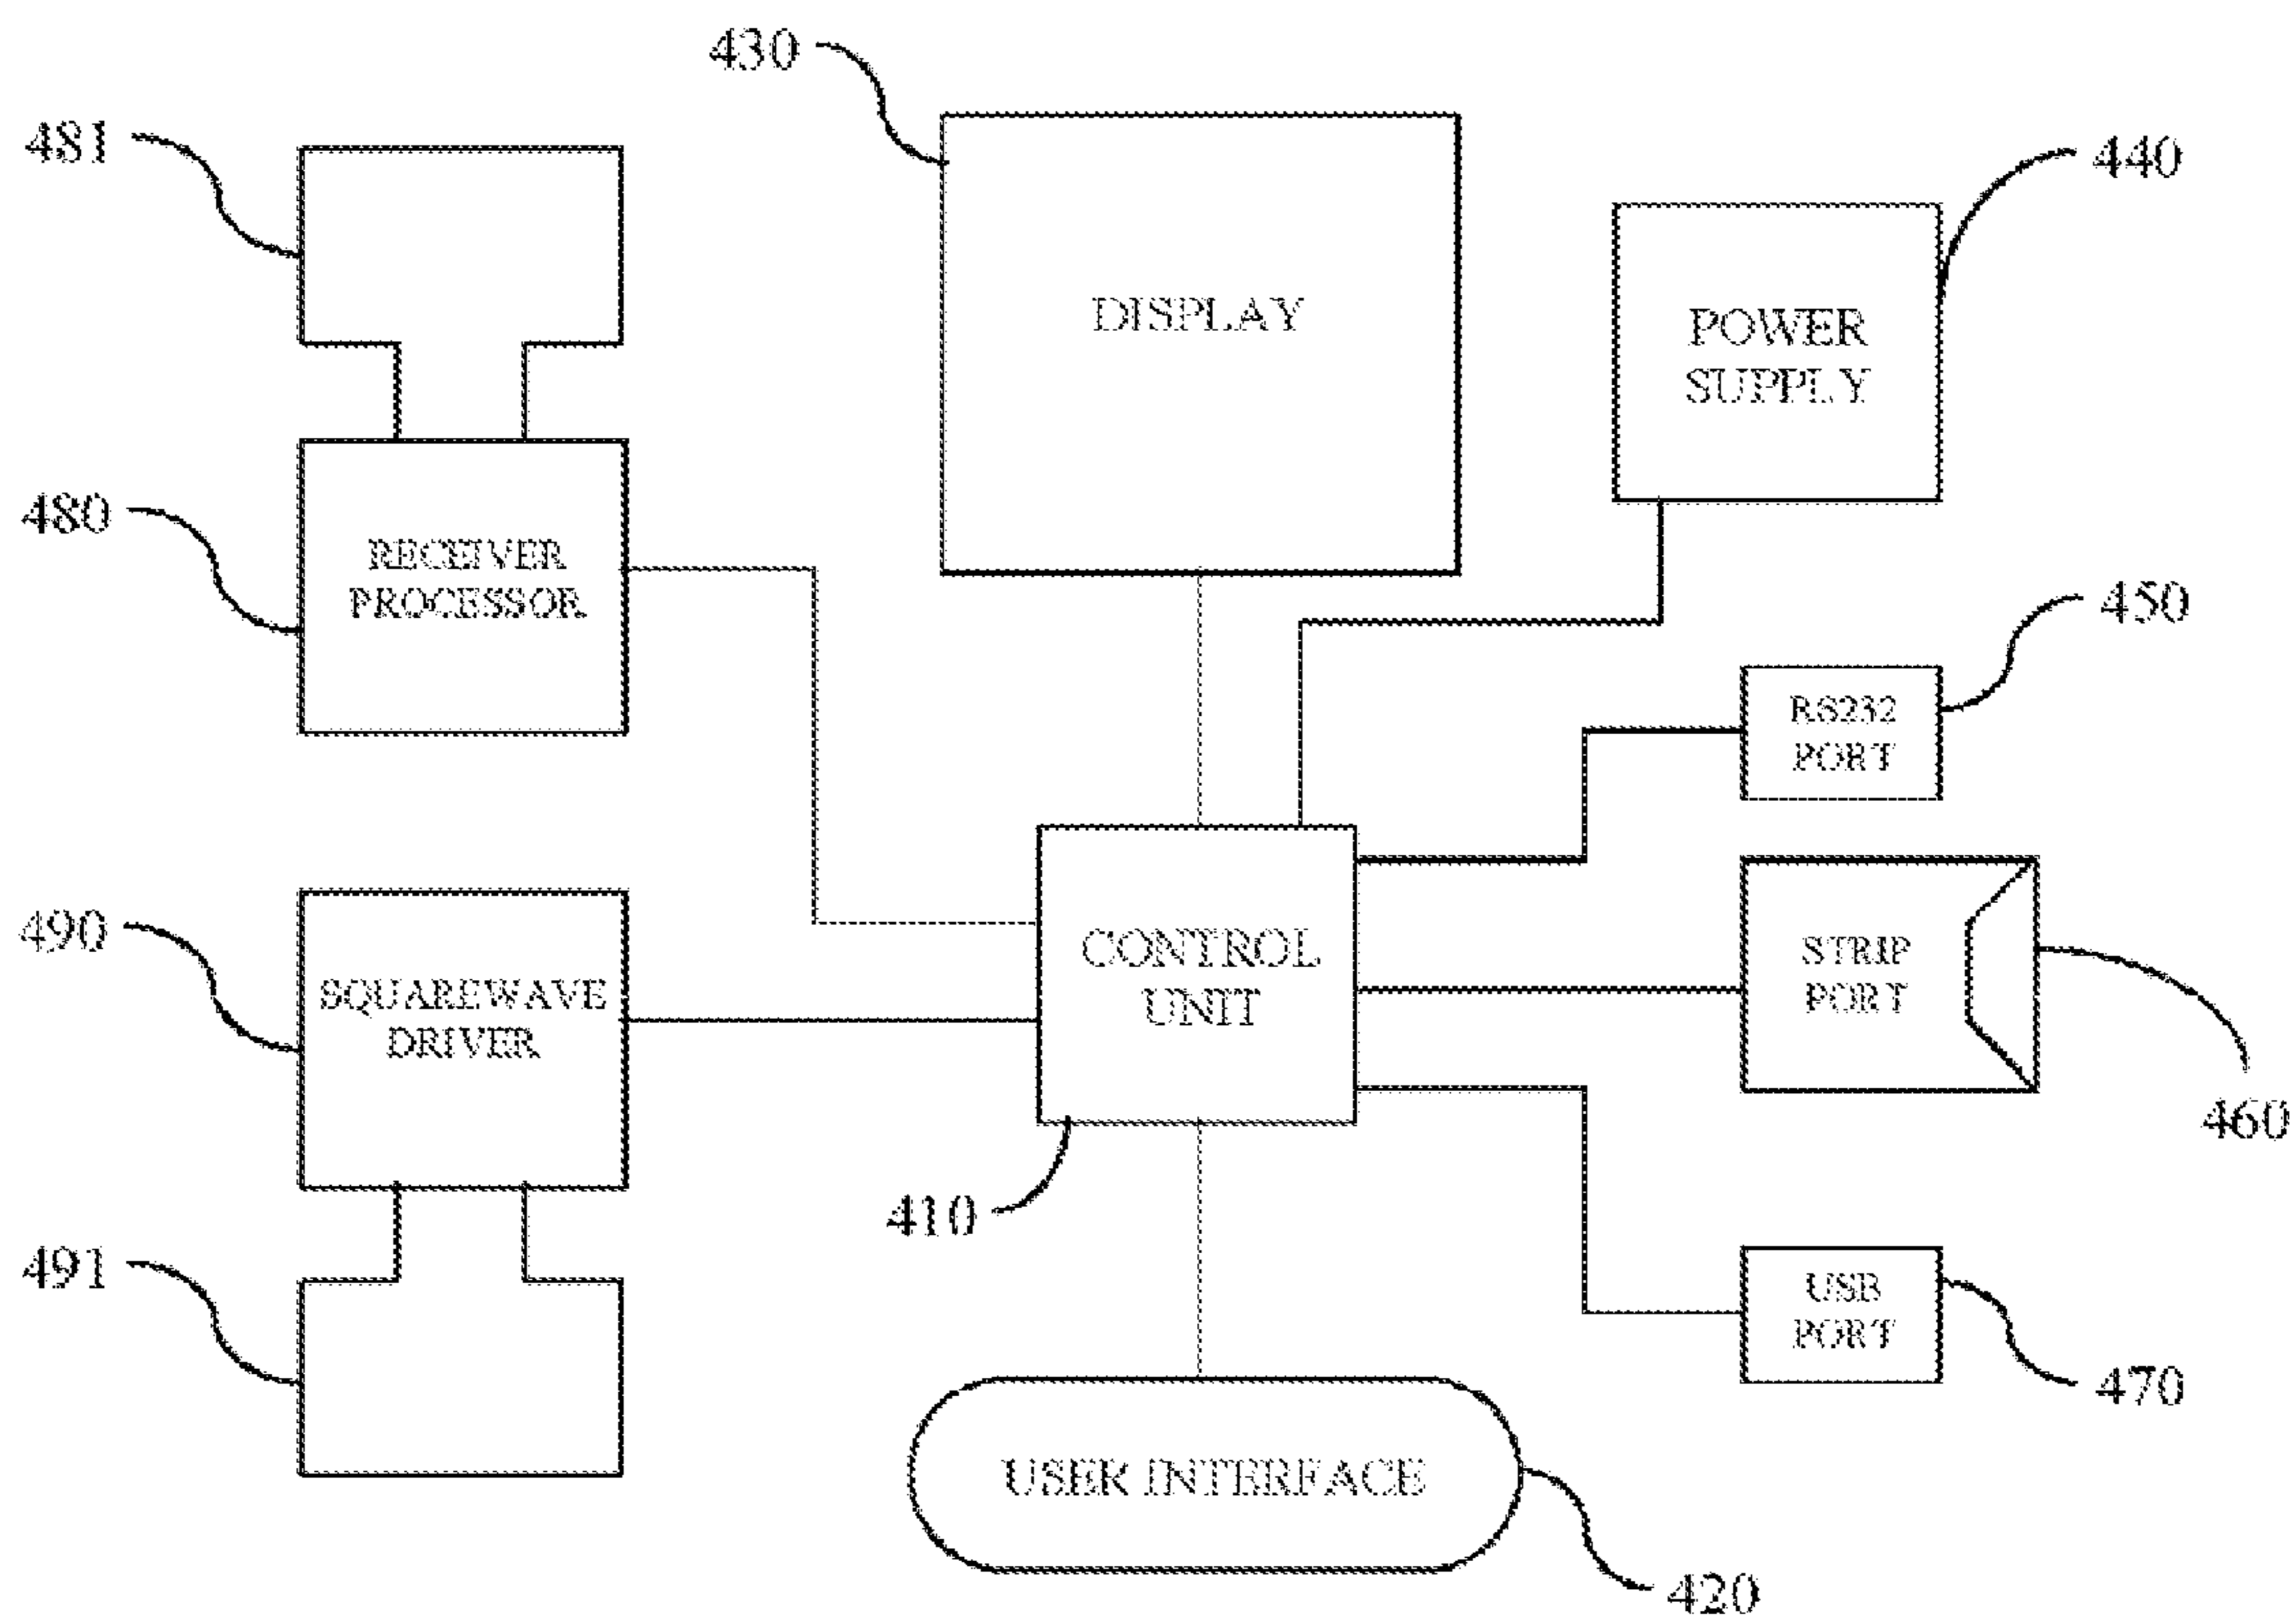 430
481
440
DISPLAY
POWER
SUPPLY
480
RECEIVER
PROCESSOR
450
RS232
PORT
490
SQUAREWAVE
DRIVER
CONTROL
UNIT
STRIP
PORT
460
410
491
USB
PORT
470
USER INTERFACE
420